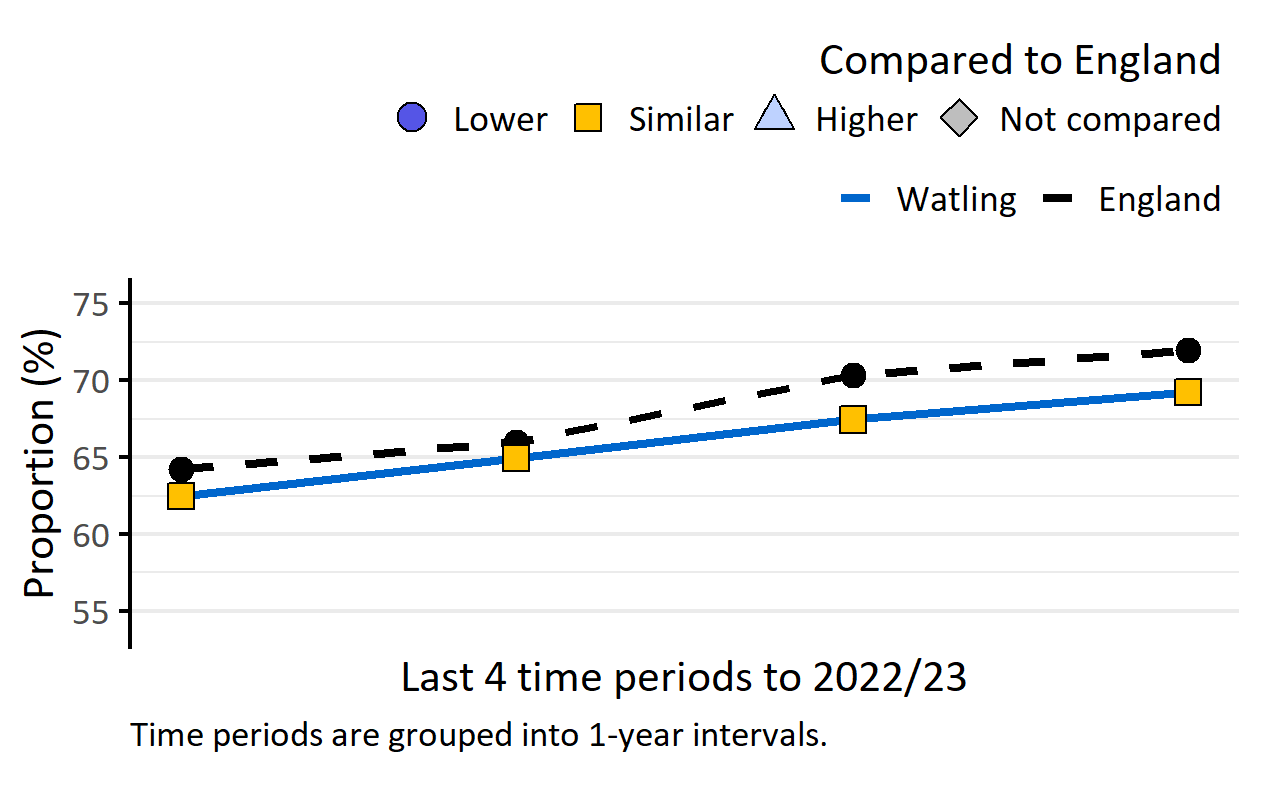 Compared to England
Lower Similar Higher Not compared
Watling England
75
70
65
60
55
Proportion (%)
Last 4 time periods to 2022/23
Time periods are grouped into 1-year intervals.